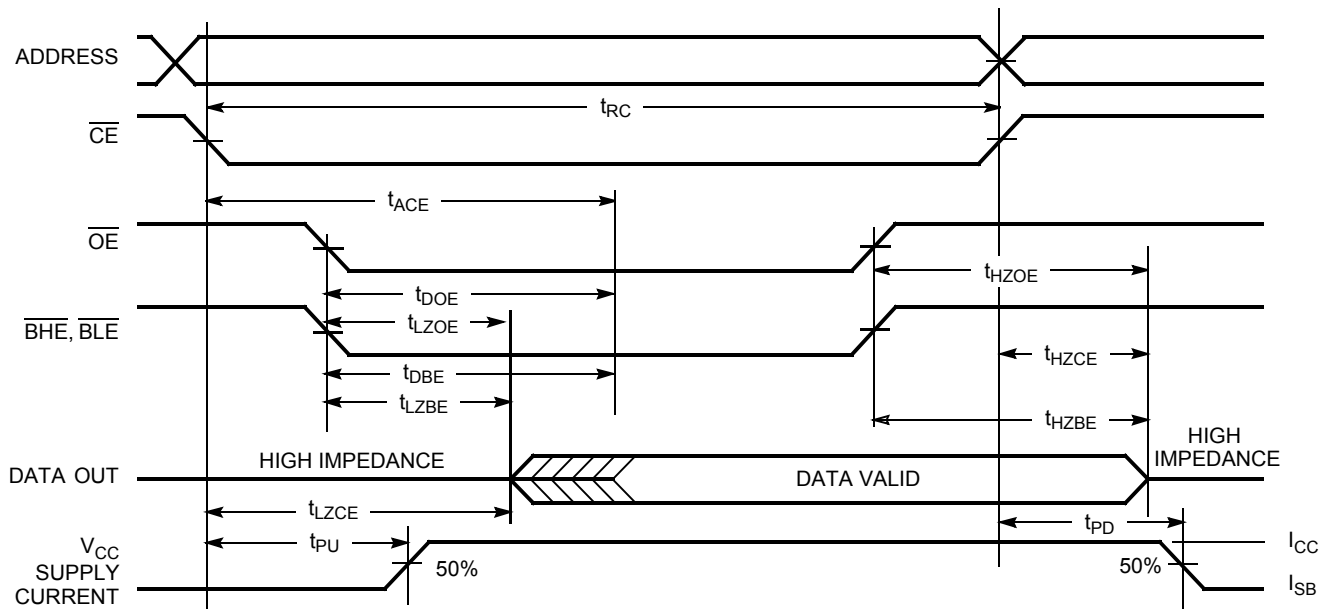 ADDRESS
tRC
CE
tACE
OE
tHZOE
tDOE
tLZOE
BHE, BLE
tHZCE
tDBE
tLZBE
tHZBE
HIGH
IMPEDANCE
HIGH IMPEDANCE
DATA OUT
DATA VALID
tLZCE
tPD
tPU
VCC
SUPPLY
CURRENT
50%
50%
ICC
ISB